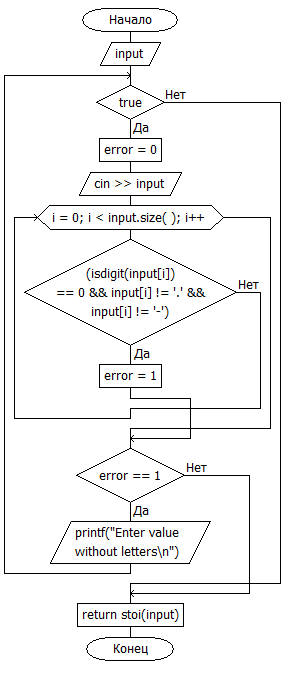 Начало
input
true
Нет
Да
error = 0
cin >> input
i = 0; i < input.size( ); i++
(isdigit(input[i])
== 0 && input[i] != '.' &&
input[i] != '-')
Нет
Да
error = 1
error == 1
Нет
Да
printf("Enter value
without letters\n")
return stoi(input)
Конец